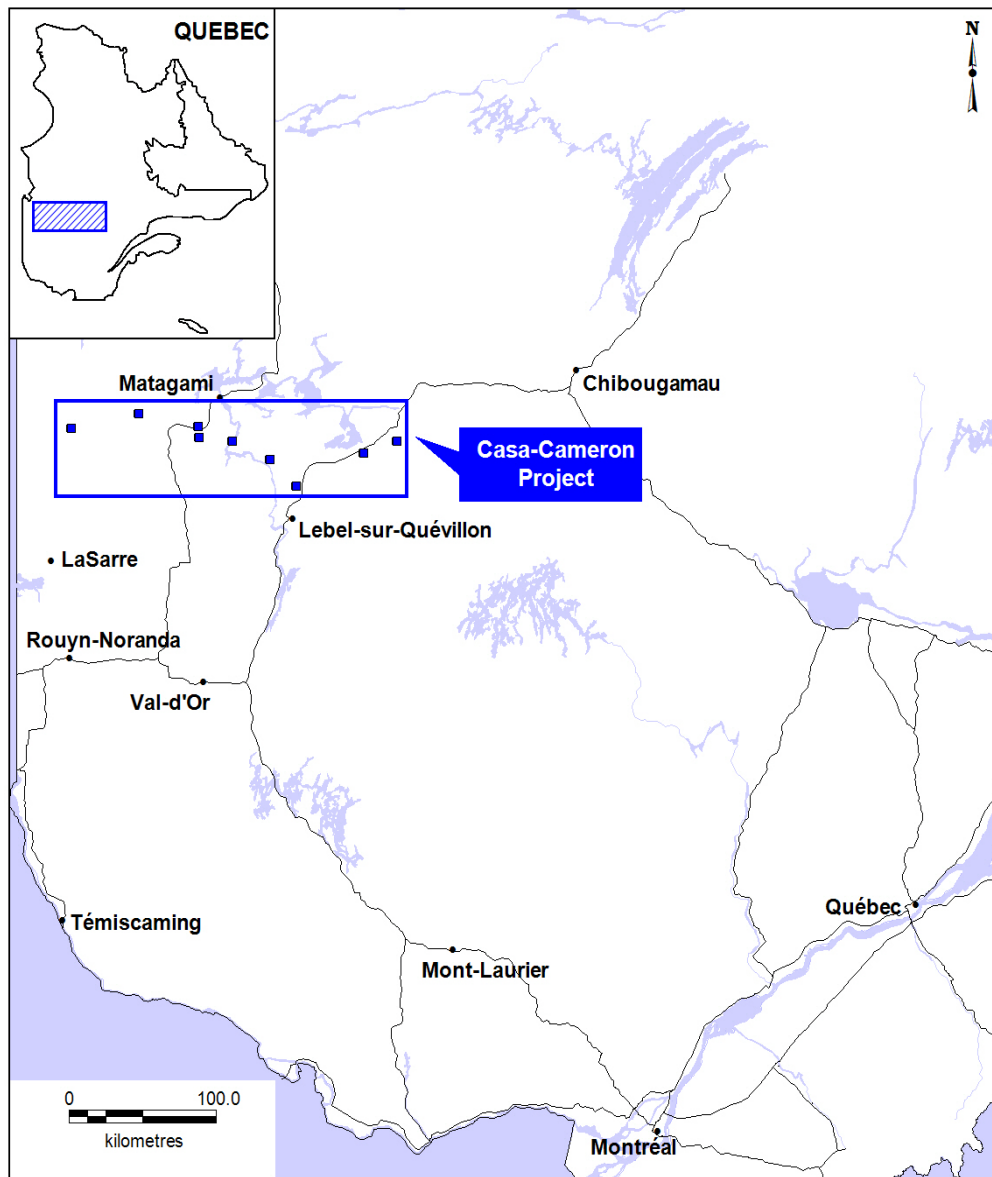 QUEBEC
N
Matagami
Chibougamau
Casa-Cameron
Project
Lebel-sur-Quévillon
LaSarre
Rouyn-Noranda
Val-d'Or
Québec
Témiscaming
Mont-Laurier
0 100.0
kilometres
Montréal